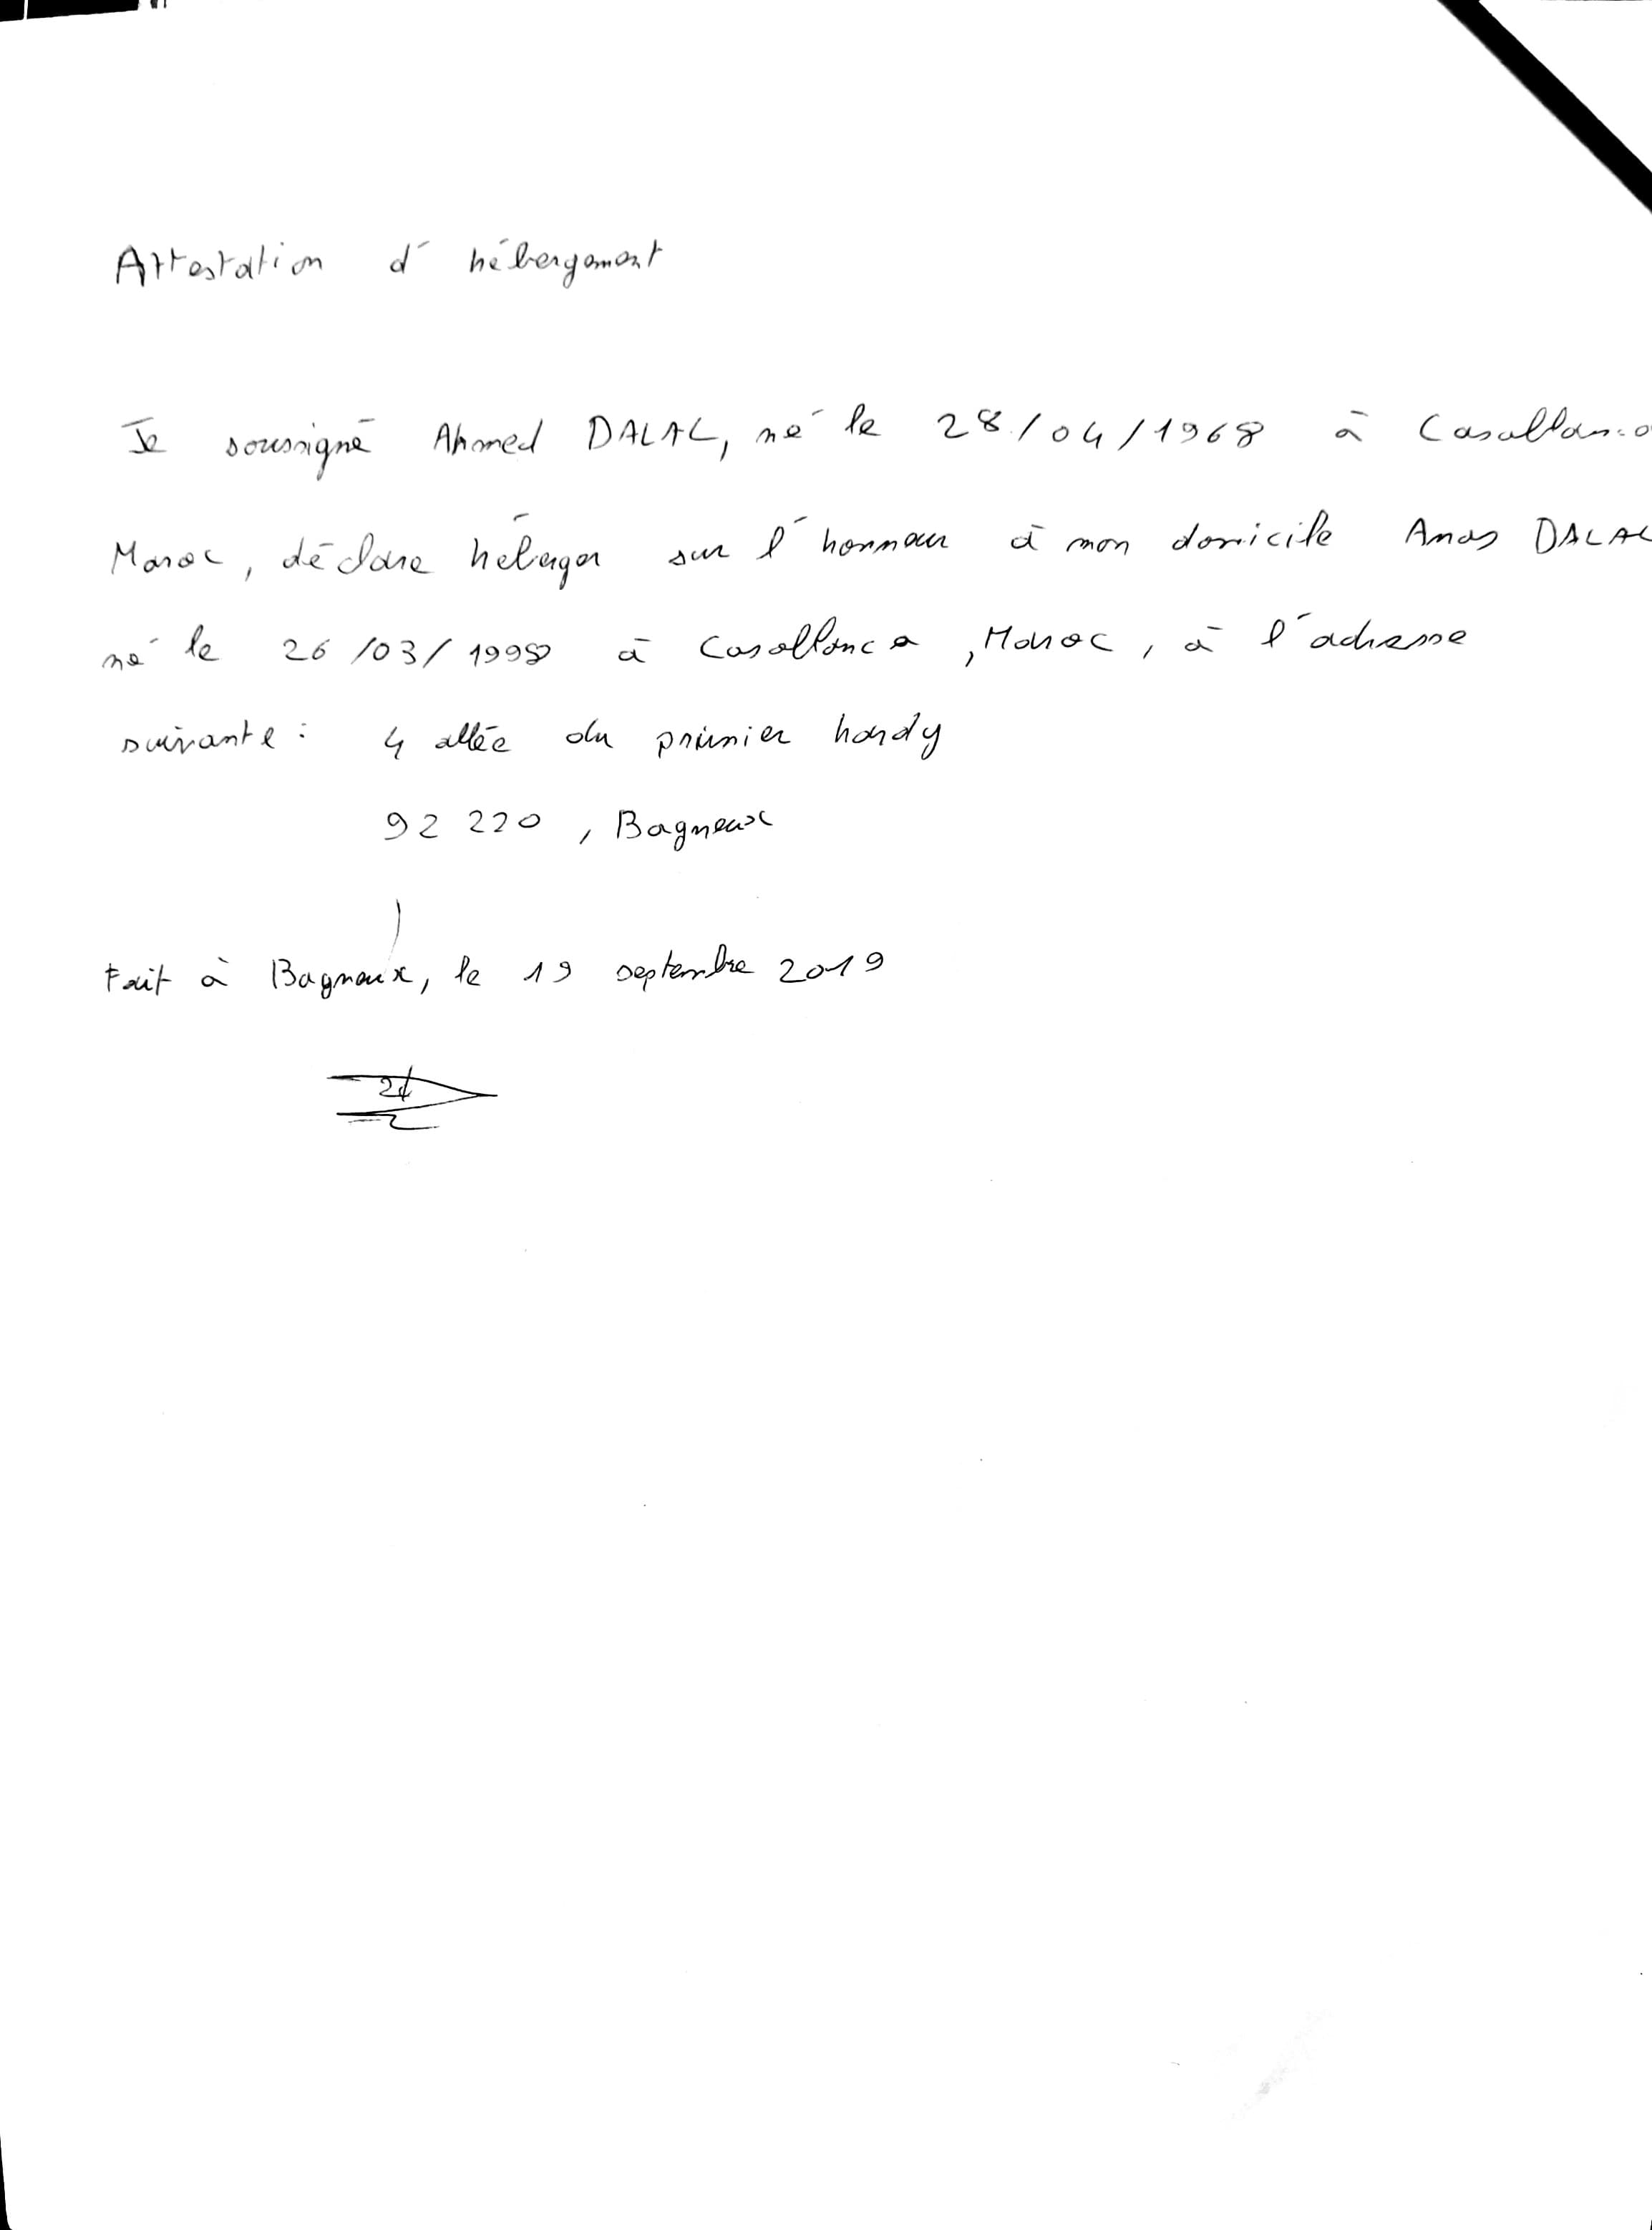 Attestation d'hébergement
Je soussigné Ahmed DALAL, né le 28/04/1968 à Casablanca
Maroc, déclare héberger sur l'honneur à mon domicile Anas DALAL
né le 26/03/1998 à Casablanca, Maroc, à l'adresse
suivante: 4 allée du prunier hardy
92 220, Bagneux
Fait à Bagneux, le 19 septembre 2019